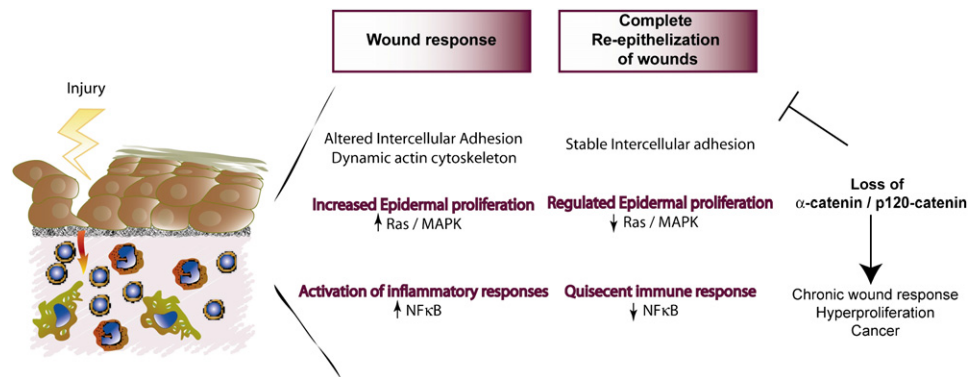 Injury
Wound response
Altered Intercellular Adhesion
Dynamic actin cytoskeleton
Increased Epidermal proliferation
↑ Ras / MAPK
Activation of inflammatory responses
↑ NFκB
Complete
Re-epithelization
of wounds
Stable Intercellular adhesion
Regulated Epidermal proliferation
↓ Ras / MAPK
Quisecent immune response
↓ NFκB
Loss of
α-catenin / p120-catenin
Chronic wound response
Hyperproliferation
Cancer